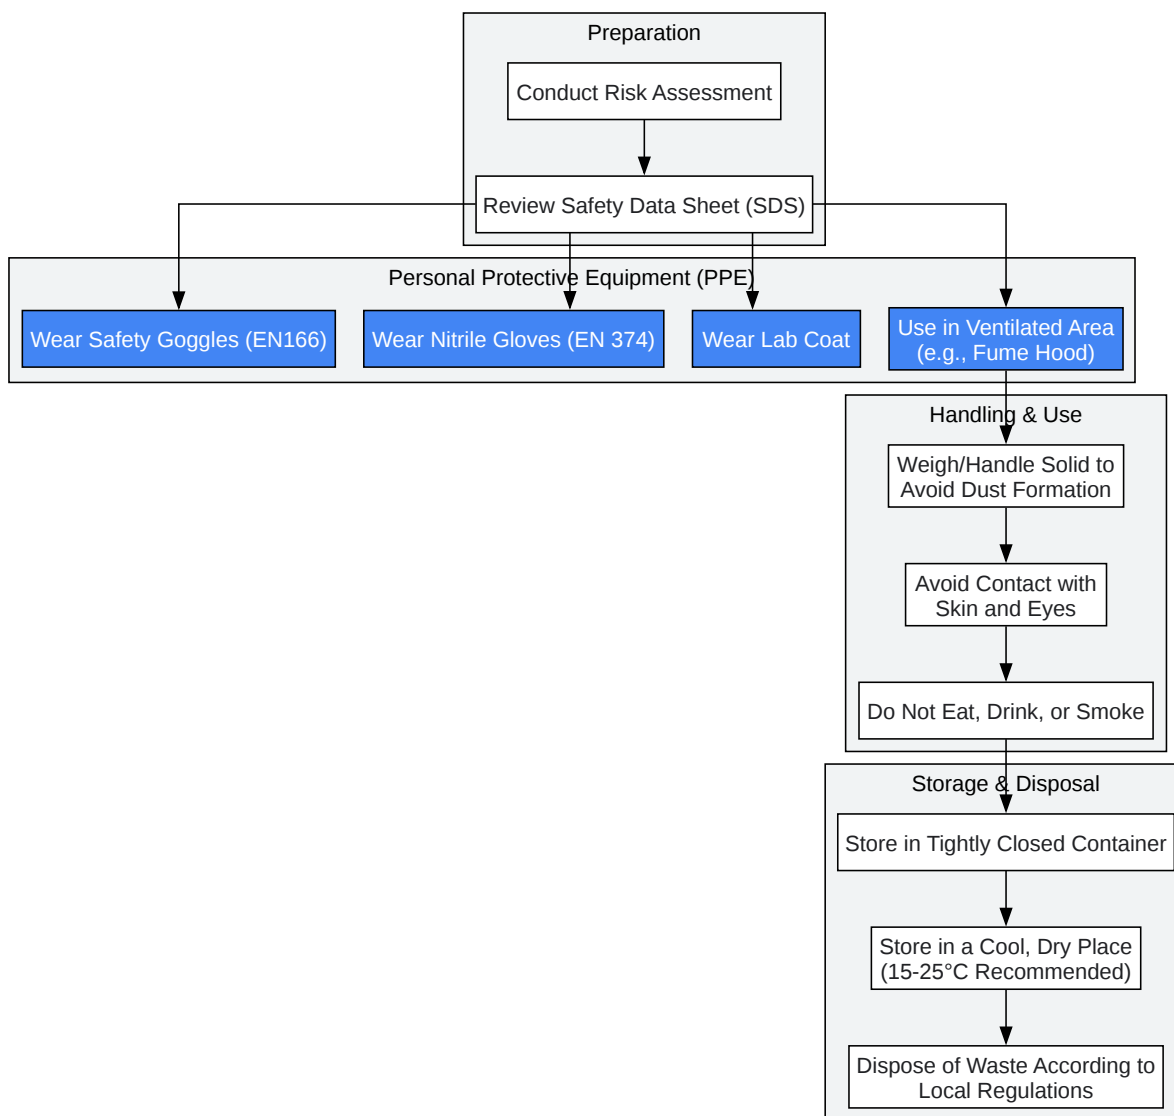 Preparation
Conduct Risk Assessment
Review Safety Data Sheet (SDS)
Personal Protective Equipment (PPE)
Wear Safety Goggles (EN166)
Wear Nitrile Gloves (EN 374)
Wear Lab Coat
Use in Ventilated Area
(e.g., Fume Hood)
Handling & Use
Weigh/Handle Solid to
Avoid Dust Formation
Avoid Contact with
Skin and Eyes
Do Not Eat, Drink, or Smoke
Storage & Disposal
Store in Tightly Closed Container
Store in a Cool, Dry Place
(15-25°C Recommended)
Dispose of Waste According to
Local Regulations